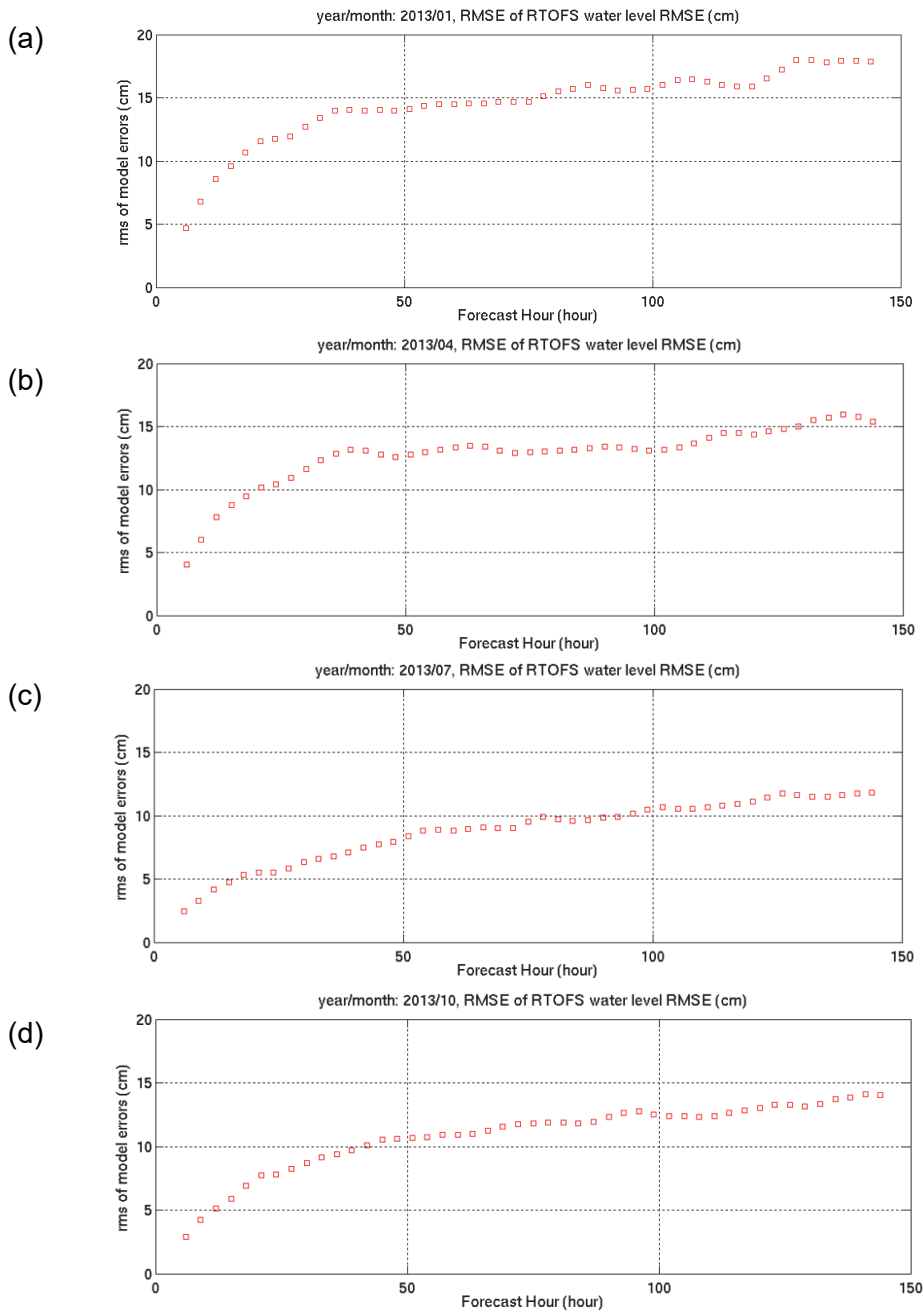 (a)
year/month: 2013/01, RMSE of RTOFS water level RMSE (cm)
20
15
10
5
0
rms of model errors (cm)
0 50 100 150
Forecast Hour (hour)
(b)
year/month: 2013/04, RMSE of RTOFS water level RMSE (cm)
20
15
10
5
0
rms of model errors (cm)
0 50 100 150
Forecast Hour (hour)
(c)
year/month: 2013/07, RMSE of RTOFS water level RMSE (cm)
20
15
10
5
0
rms of model errors (cm)
0 50 100 150
Forecast Hour (hour)
(d)
year/month: 2013/10, RMSE of RTOFS water level RMSE (cm)
20
15
10
5
0
rms of model errors (cm)
0 50 100 150
Forecast Hour (hour)